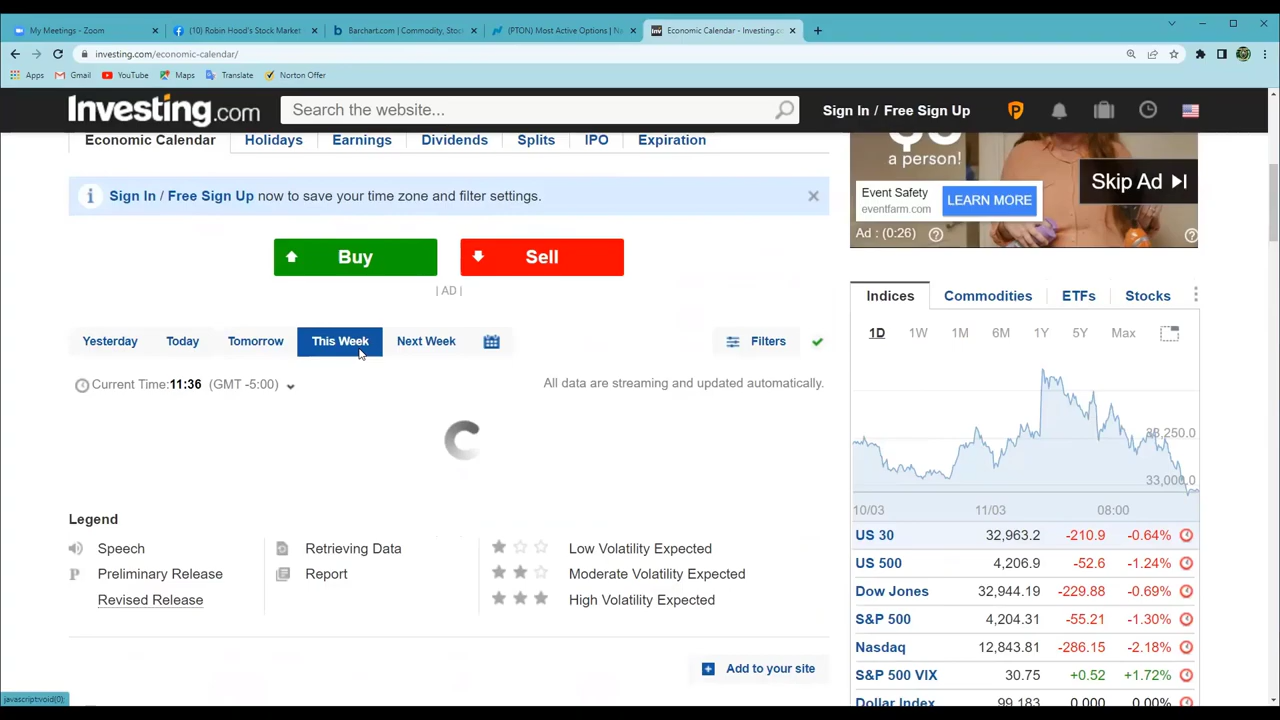 My Meetings - Zoom
(10) Robin Hood's Stock Market
Barchart.com | Commodity, Stoc
(PTON) Most Active Options | N
Economic Calendar - Investing.co
investing.com/economic-calendar/
Apps
Gmail
YouTube
Maps
Translate
Norton Offer
Investing.com
Search the website...
Sign In / Free Sign Up
Economic Calendar
Holidays
Earnings
Dividends
Splits
IPO
Expiration
a person!
Skip Ad
Event Safety
eventfarm.com
LEARN MORE
Ad : (0:26)
Sign In / Free Sign Up now to save your time zone and filter settings.
Buy
Sell
| AD |
Yesterday
Today
Tomorrow
This Week
Next Week
Filters
Current Time:11:36 (GMT -5:00)
All data are streaming and updated automatically.
Legend
Speech
Preliminary Release
Revised Release
Retrieving Data
Report
Low Volatility Expected
Moderate Volatility Expected
High Volatility Expected
Add to your site
Indices
Commodities
ETFs
Stocks
1D 1W 1M 6M 1Y 5Y Max
33,000.0
10/03 11/03 08:00
US 30 32,963.2 -210.9 -0.64%
US 500 4,206.9 -52.6 -1.24%
Dow Jones 32,944.19 -229.88 -0.69%
S&P 500 4,204.31 -55.21 -1.30%
Nasdaq 12,843.81 -286.15 -2.18%
S&P 500 VIX 30.75 +0.52 +1.72%
Dollar Index 99.183 0.000 0.00%
javascript:void(0);